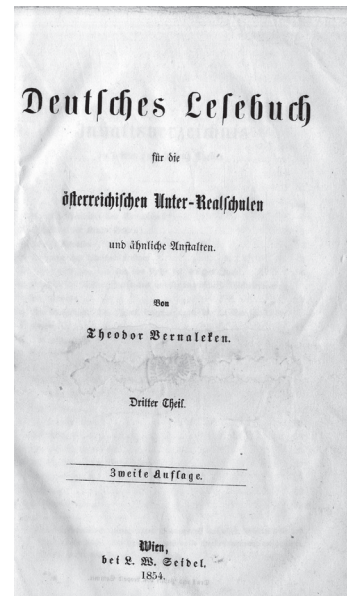 Deutſches Leſebuch
für die
öſterreichiſchen Unter-Realſchulen
und ähnliche Anſtalten.
Von
Theodor Vernaleken.
Dritter Theil.
Zweite Auflage.
Wien,
bei L. W. Seidel.
1854.